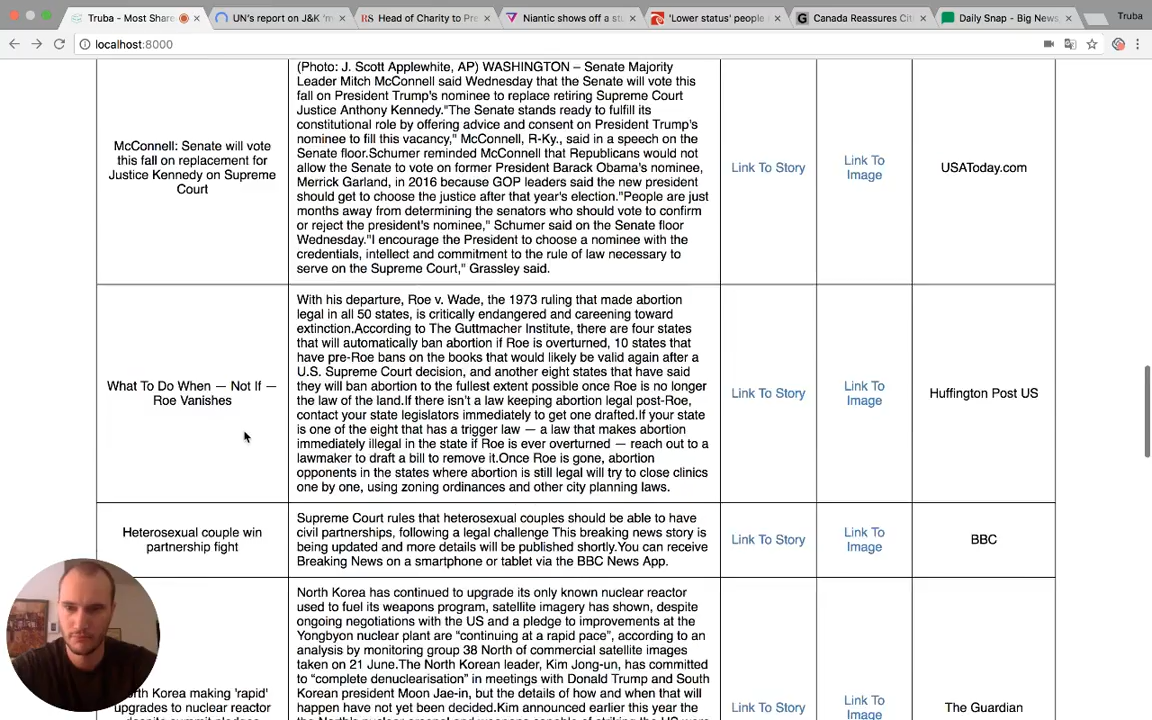 Truba - Most Share
UN's report on J&K 'm
Head of Charity to Pre
Niantic shows off a stu
'Lower status' people
Canada Reassures Cit
Daily Snap - Big News
Truba
localhost:8000
McConnell: Senate will vote
this fall on replacement for
Justice Kennedy on Supreme
Court
(Photo: J. Scott Applewhite, AP) WASHINGTON – Senate Majority
Leader Mitch McConnell said Wednesday that the Senate will vote this
fall on President Trump's nominee to replace retiring Supreme Court
Justice Anthony Kennedy."The Senate stands ready to fulfill its
constitutional role by offering advice and consent on President Trump's
nominee to fill this vacancy," McConnell, R-Ky., said in a speech on the
Senate floor.Schumer reminded McConnell that Republicans would not
allow the Senate to vote on former President Barack Obama's nominee,
Merrick Garland, in 2016 because GOP leaders said the new president
should get to choose the justice after that year's election."People are just
months away from determining the senators who should vote to confirm
or reject the president's nominee," Schumer said on the Senate floor
Wednesday."I encourage the President to choose a nominee with the
credentials, intellect and commitment to the rule of law necessary to
serve on the Supreme Court," Grassley said.
Link To Story
Link To
Image
USAToday.com
What To Do When — Not If —
Roe Vanishes
With his departure, Roe v. Wade, the 1973 ruling that made abortion
legal in all 50 states, is critically endangered and careening toward
extinction.According to The Guttmacher Institute, there are four states
that will automatically ban abortion if Roe is overturned, 10 states that
have pre-Roe bans on the books that would likely be valid again after a
U.S. Supreme Court decision, and another eight states that have said
they will ban abortion to the fullest extent possible once Roe is no longer
the law of the land.If there isn't a law keeping abortion legal post-Roe,
contact your state legislators immediately to get one drafted.If your state
is one of the eight that has a trigger law — a law that makes abortion
immediately illegal in the state if Roe is ever overturned — reach out to a
lawmaker to draft a bill to remove it.Once Roe is gone, abortion
opponents in the states where abortion is still legal will try to close clinics
one by one, using zoning ordinances and other city planning laws.
Link To Story
Link To
Image
Huffington Post US
Heterosexual couple win
partnership fight
Supreme Court rules that heterosexual couples should be able to have
civil partnerships, following a legal challenge This breaking news story is
being updated and more details will be published shortly.You can receive
Breaking News on a smartphone or tablet via the BBC News App.
Link To Story
Link To
Image
BBC
North Korea making 'rapid'
upgrades to nuclear reactor
despite summit pledges
North Korea has continued to upgrade its only known nuclear reactor
used to fuel its weapons program, satellite imagery has shown, despite
ongoing negotiations with the US and a pledge to improvements at the
Yongbyon nuclear plant are "continuing at a rapid pace", according to an
analysis by monitoring group 38 North of commercial satellite images
taken on 21 June.The North Korean leader, Kim Jong-un, has committed
to "complete denuclearisation" in meetings with Donald Trump and South
Korean president Moon Jae-in, but the details of how and when that will
happen have not yet been decided.Kim announced earlier this year the
Link To Story
Link To
Image
The Guardian